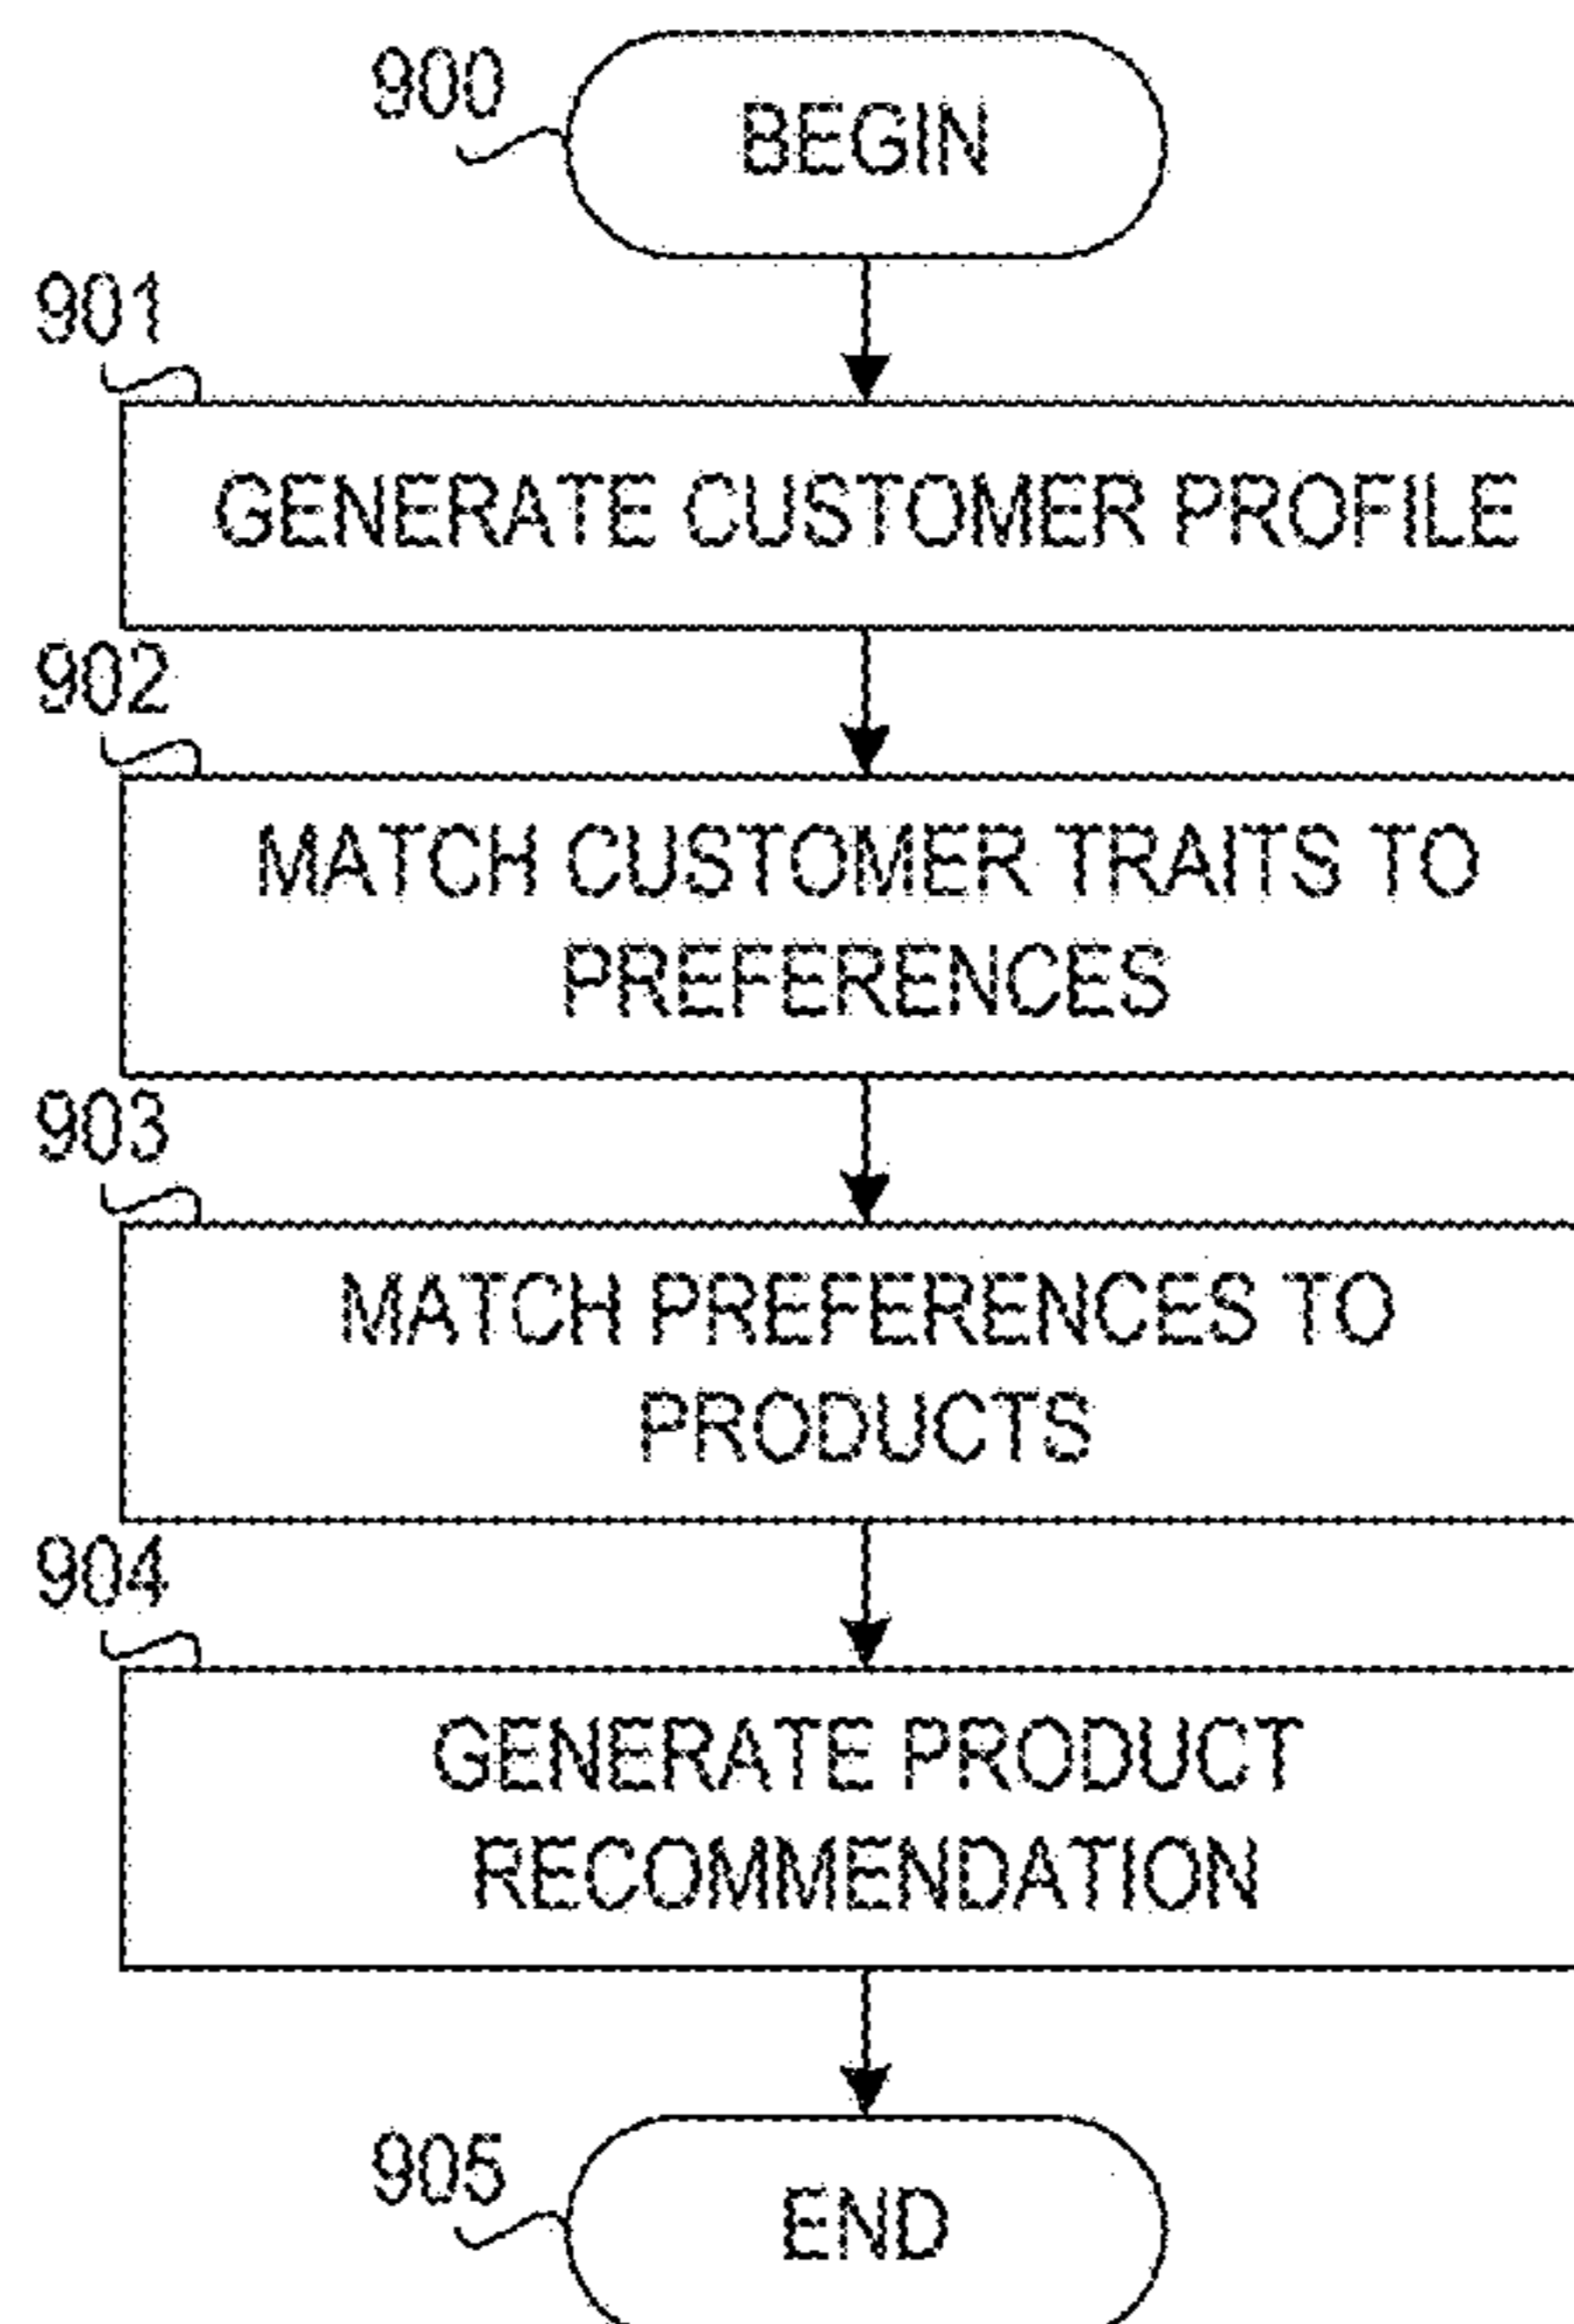 900
BEGIN
901
GENERATE CUSTOMER PROFILE
902
MATCH CUSTOMER TRAITS TO
PREFERENCES
903
MATCH PREFERENCES TO
PRODUCTS
904
GENERATE PRODUCT
RECOMMENDATION
905
END